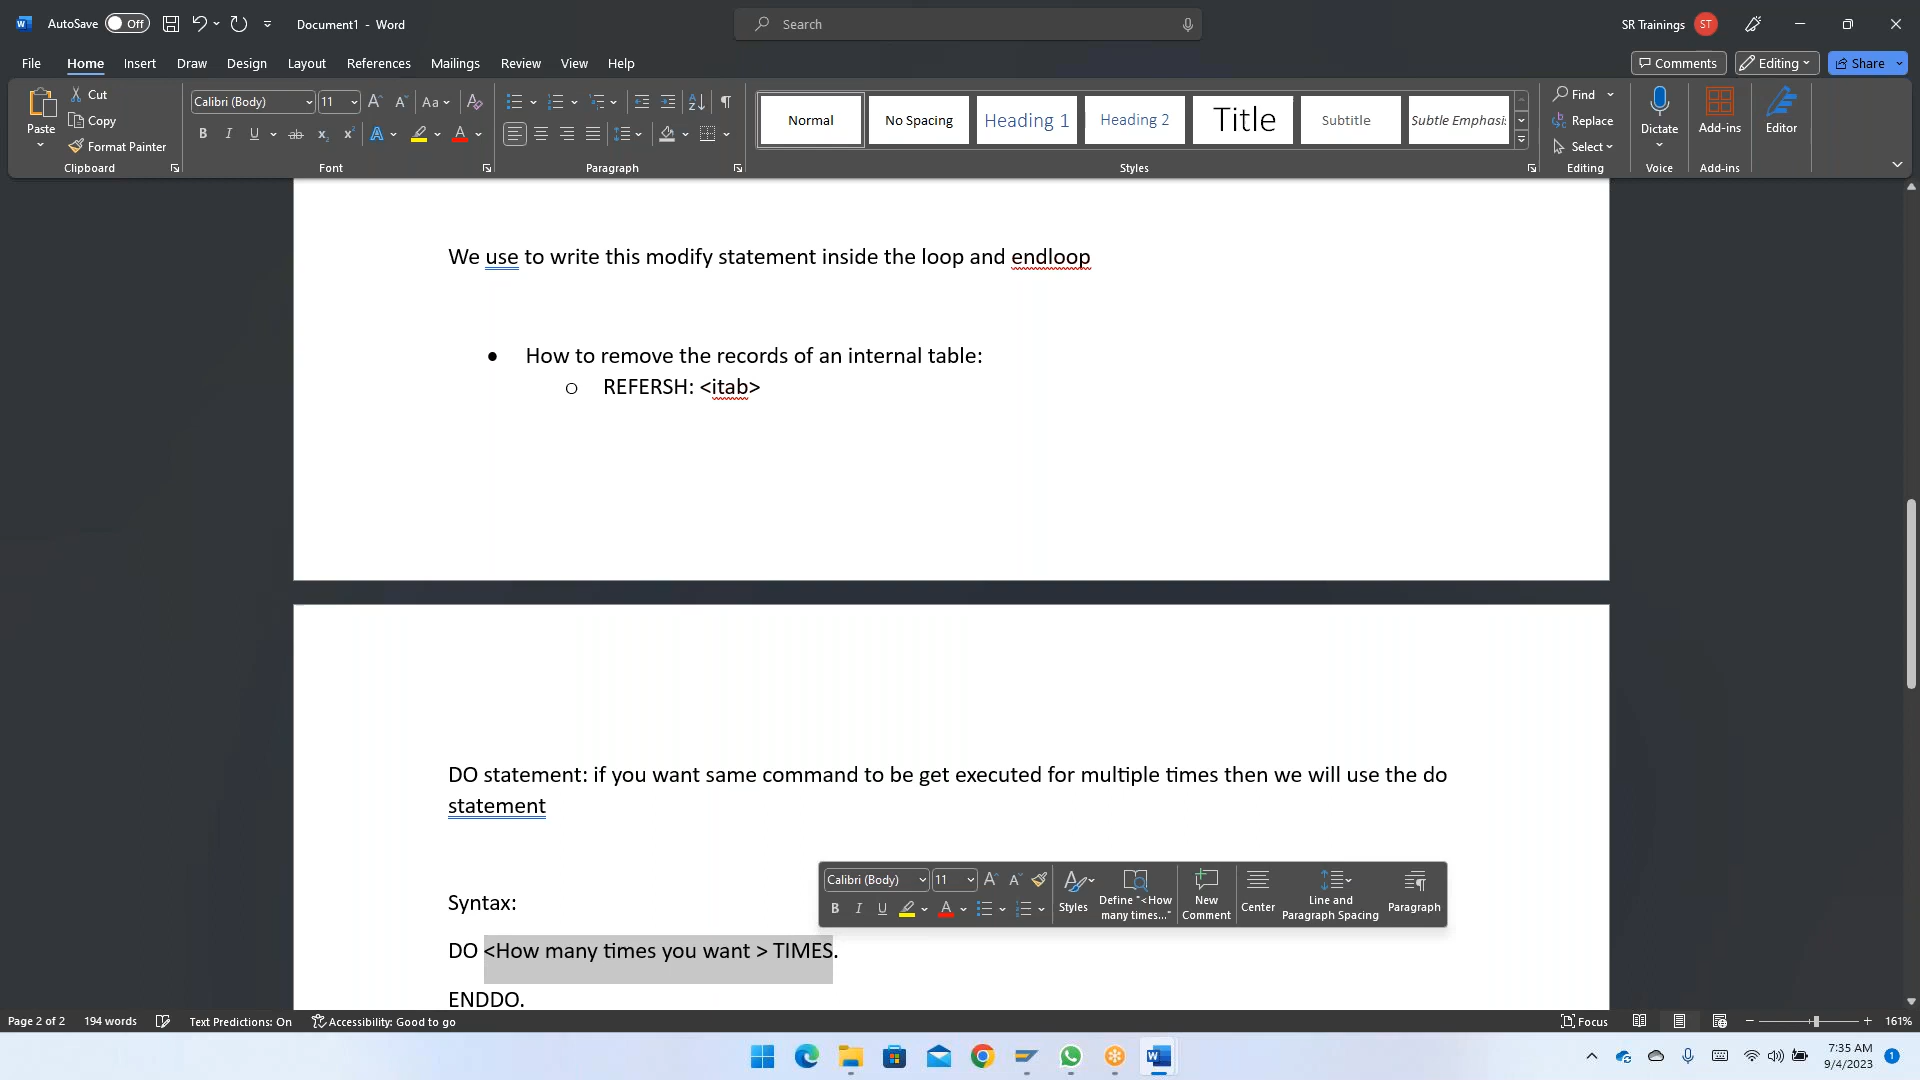 AutoSave Off Document1 - Word Search SR Trainings ST
File Home Insert Draw Design Layout References Mailings Review View Help Comments Editing Share
Paste Cut Copy Format Painter Clipboard
Calibri (Body) 11 Aa
B I U ab x x A A
Font
Paragraph
Normal No Spacing Heading 1 Heading 2 Title Subtitle Subtle Emphasi:
Styles
Find Replace Select Editing
Dictate Voice
Add-ins Add-ins
Editor
We use to write this modify statement inside the loop and endloop
• How to remove the records of an internal table:
o REFERSH: <itab>
DO statement: if you want same command to be get executed for multiple times then we will use the do
statement
Calibri (Body) 11
B I U A
Styles
Define "<How
many times..."
New
Comment
Center
Line and
Paragraph Spacing
Paragraph
Syntax:
DO <How many times you want > TIMES.
ENDDO.
Page 2 of 2 194 words Text Predictions: On Accessibility: Good to go Focus 161%
7:35 AM
9/4/2023
1